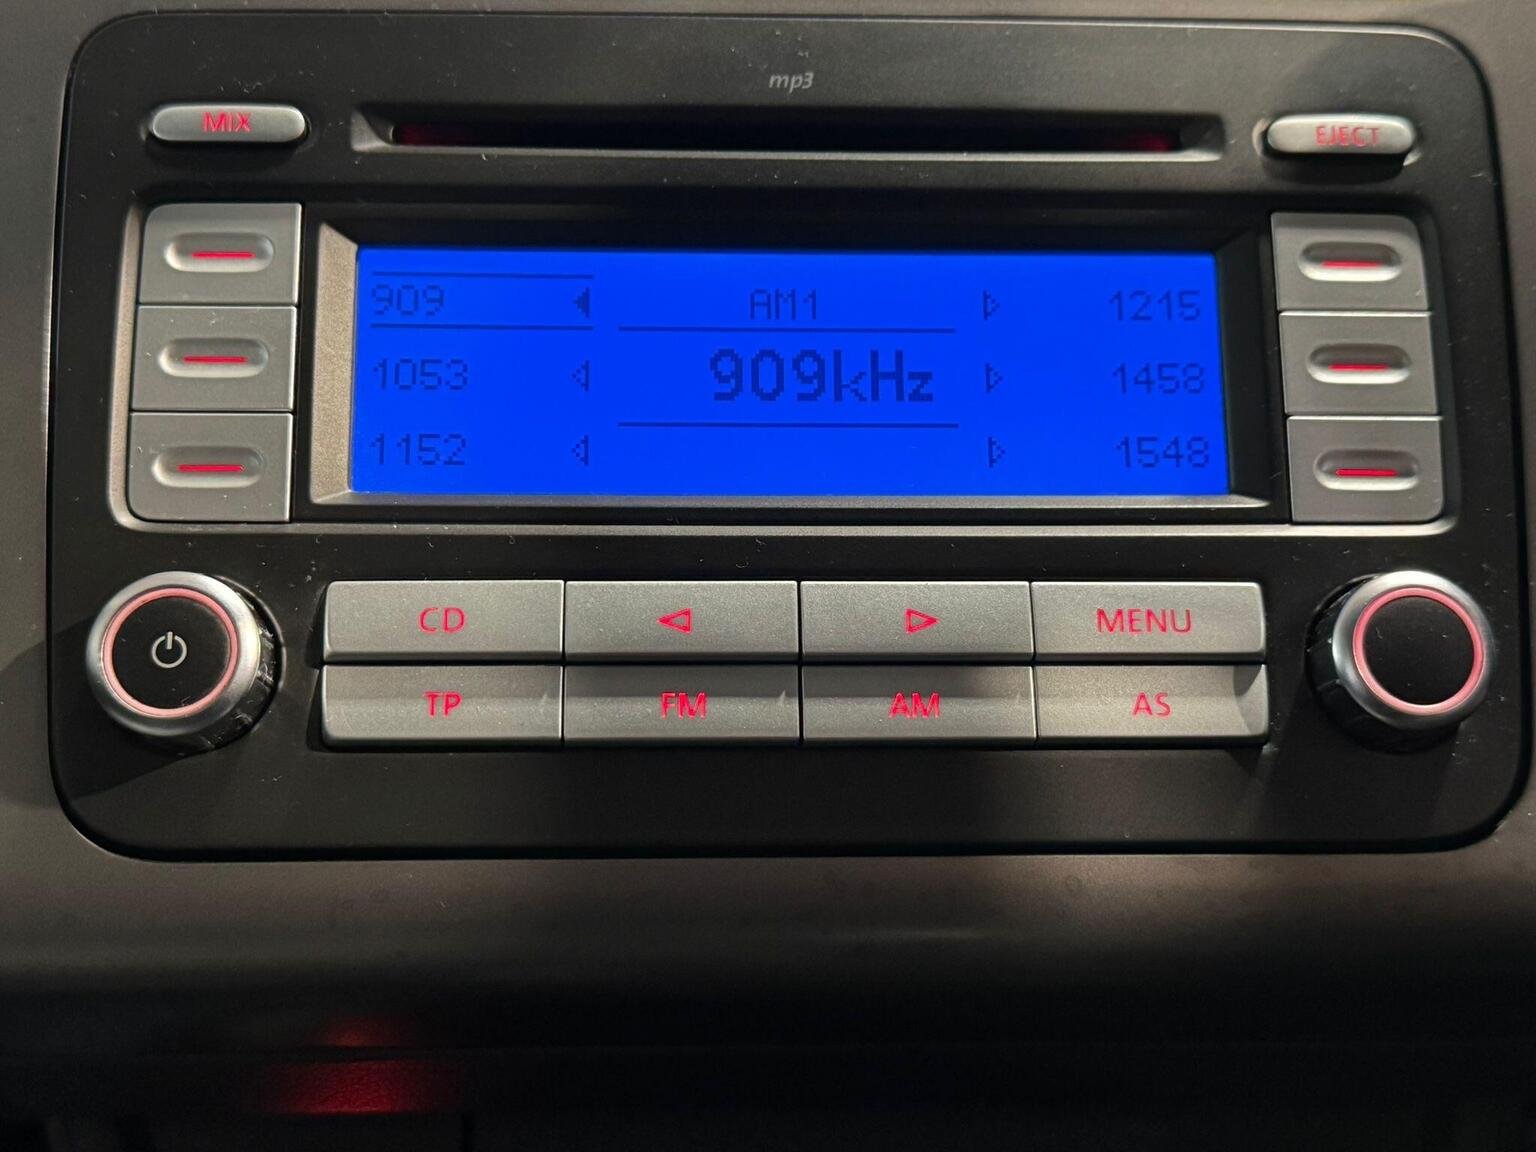 mp3
MIX
EJECT
909 AM1 1215
1053 909kHz 1458
1152 1548
CD MENU
TP FM AM AS